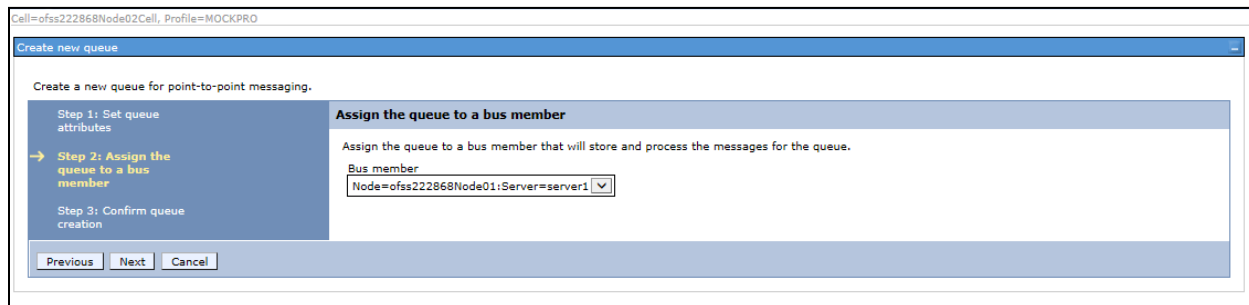 Cell=ofss222868Node02Cell, Profile=MOCKPRO
Create new queue
Create a new queue for point-to-point messaging.
Step 1: Set queue
attributes
Step 2: Assign the
queue to a bus
member
Step 3: Confirm queue
creation
Assign the queue to a bus member
Assign the queue to a bus member that will store and process the messages for the queue.
Bus member
Node=ofss222868Node01:Server=server1
Previous Next Cancel